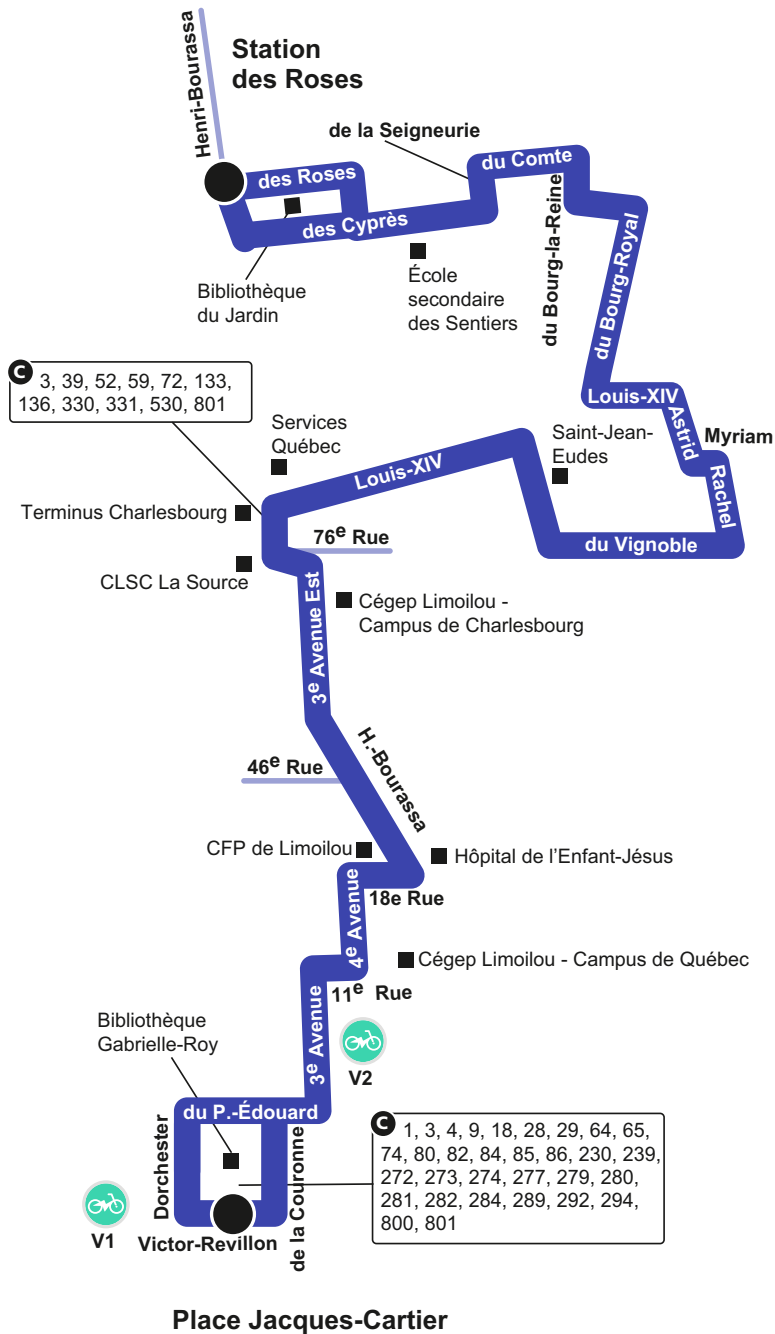 Station
des Roses
Henri-Bourassa
de la Seigneurie
du Comte
des Roses
des Cyprès
du Bourg-la-Reine
du Bourg-Royal
Bibliothèque
du Jardin
École
secondaire
des Sentiers
C 3, 39, 52, 59, 72, 133,
136, 330, 331, 530, 801
Louis-XIV
Astrid
Myriam
Rachel
Services
Québec
Saint-Jean-
Eudes
Louis-XIV
Terminus Charlesbourg
76e Rue
du Vignoble
CLSC La Source
3e Avenue Est
Cégep Limoilou -
Campus de Charlesbourg
H.-Bourassa
46e Rue
CFP de Limoilou
Hôpital de l'Enfant-Jésus
18e Rue
4e Avenue
Cégep Limoilou - Campus de Québec
11e Rue
3e Avenue
Bibliothèque
Gabrielle-Roy
V2
du P.-Édouard
Dorchester
de la Couronne
C 1, 3, 4, 9, 18, 28, 29, 64, 65,
74, 80, 82, 84, 85, 86, 230, 239,
272, 273, 274, 277, 279, 280,
281, 282, 284, 289, 292, 294,
800, 801
V1
Victor-Revillon
Place Jacques-Cartier